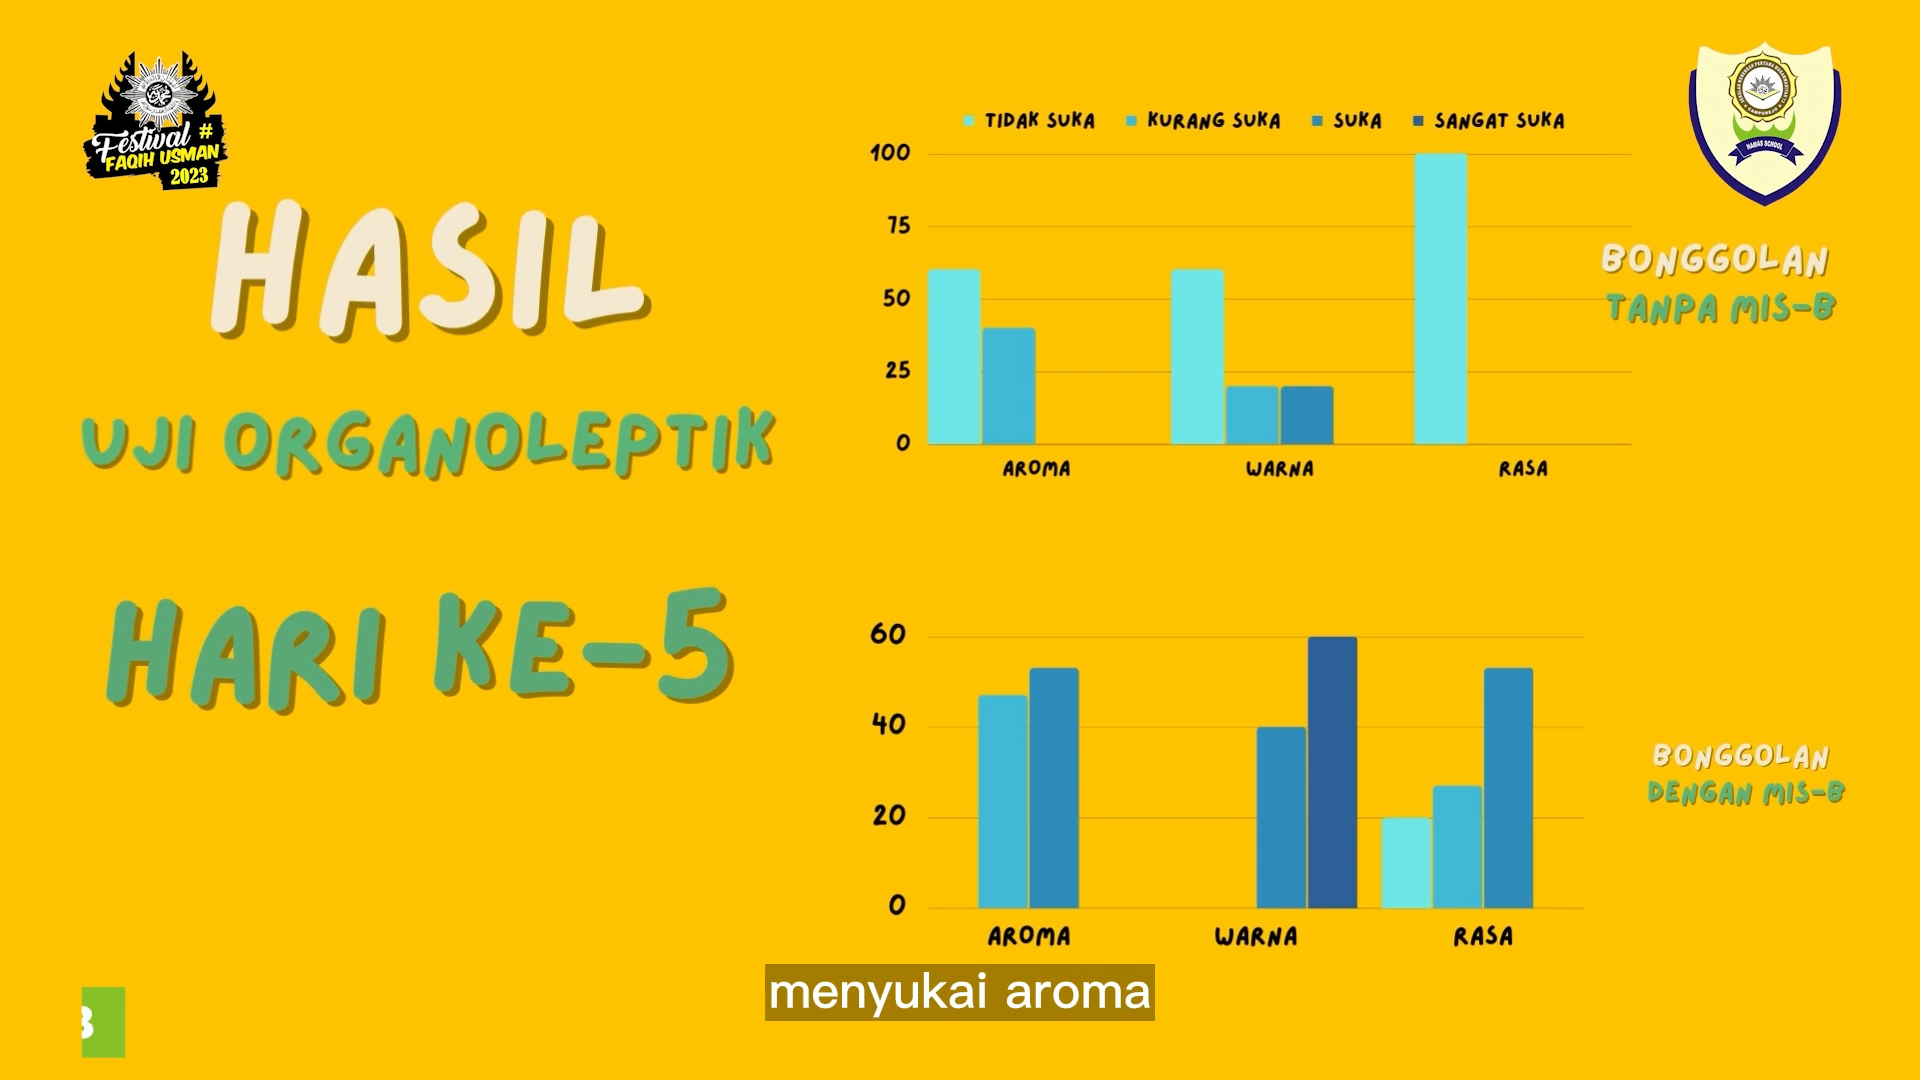 Festival #
FAQIH USMAN
2023
HASIL
UJI ORGANOLEPTIK
HARI KE-5
TIDAK SUKA KURANG SUKA SUKA SANGAT SUKA
100
75
50
25
0
AROMA WARNA RASA
BONGGOLAN
TANPA MIS-B
60
40
20
0
AROMA WARNA RASA
BONGGOLAN
DENGAN MIS-B
menyukai aroma